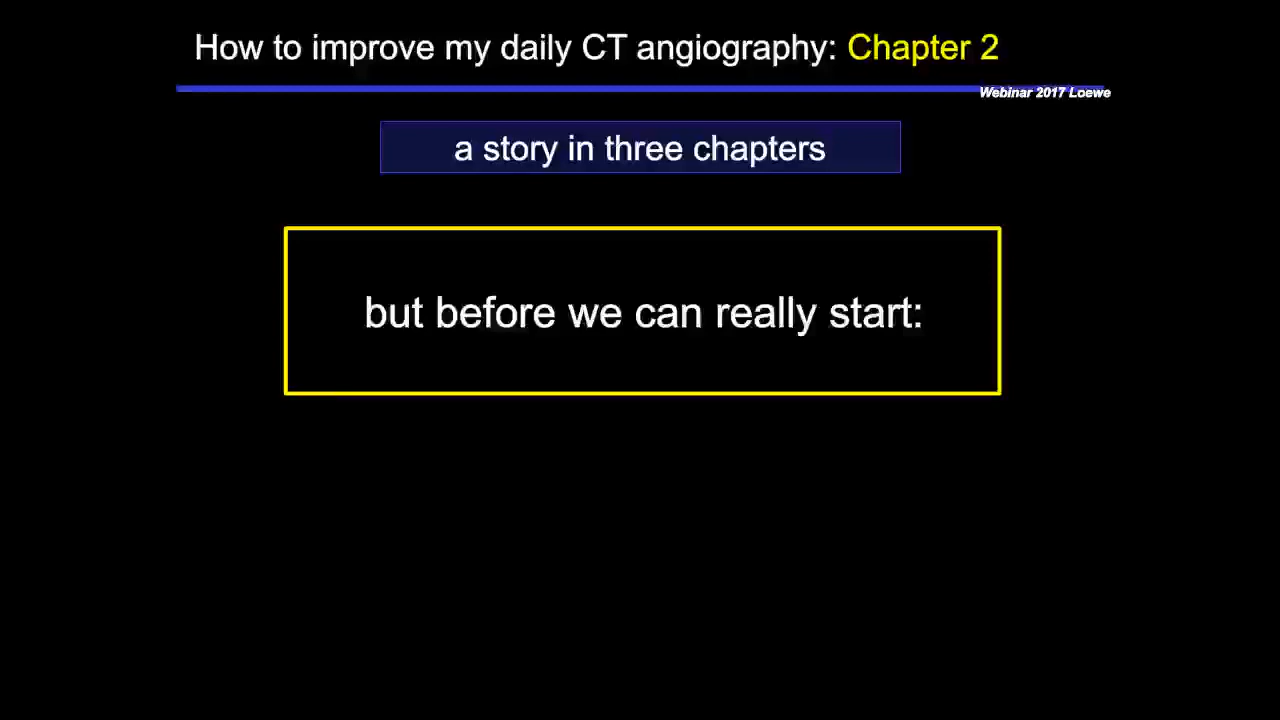 How to improve my daily CT angiography: Chapter 2
Webinar 2017 Loewe
a story in three chapters
but before we can really start: